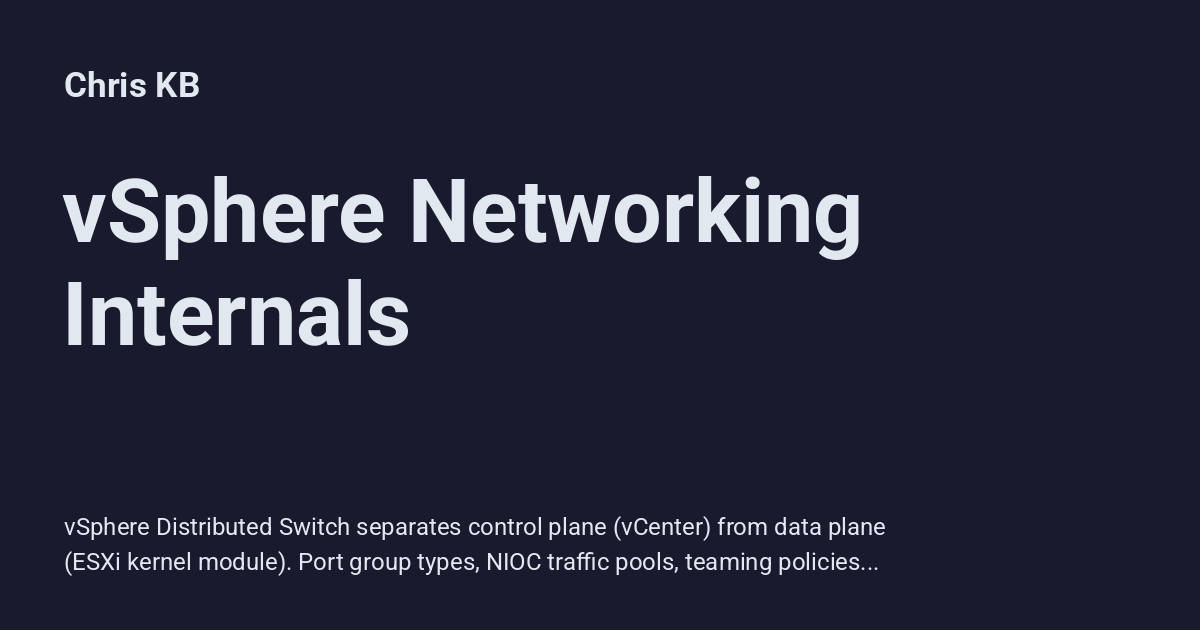 Chris KB
vSphere Networking
Internals
vSphere Distributed Switch separates control plane (vCenter) from data plane
(ESXi kernel module). Port group types, NIOC traffic pools, teaming policies...